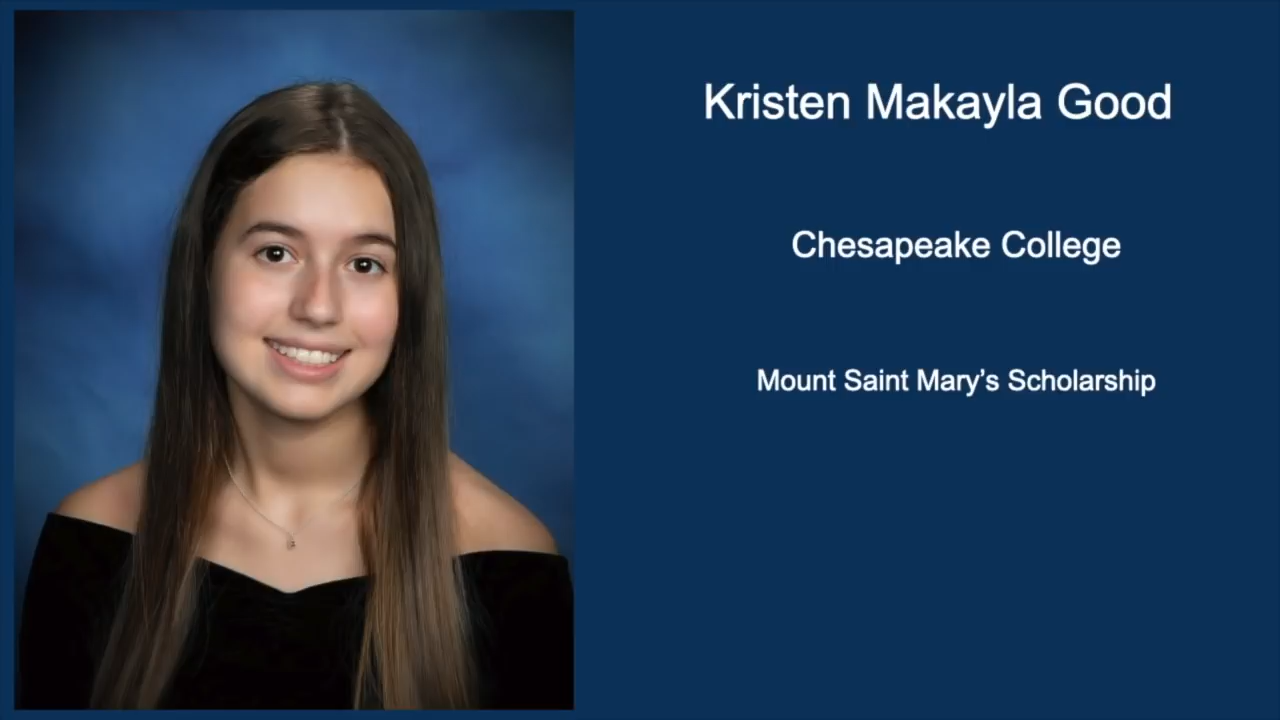 Kristen Makayla Good
Chesapeake College
Mount Saint Mary’s Scholarship